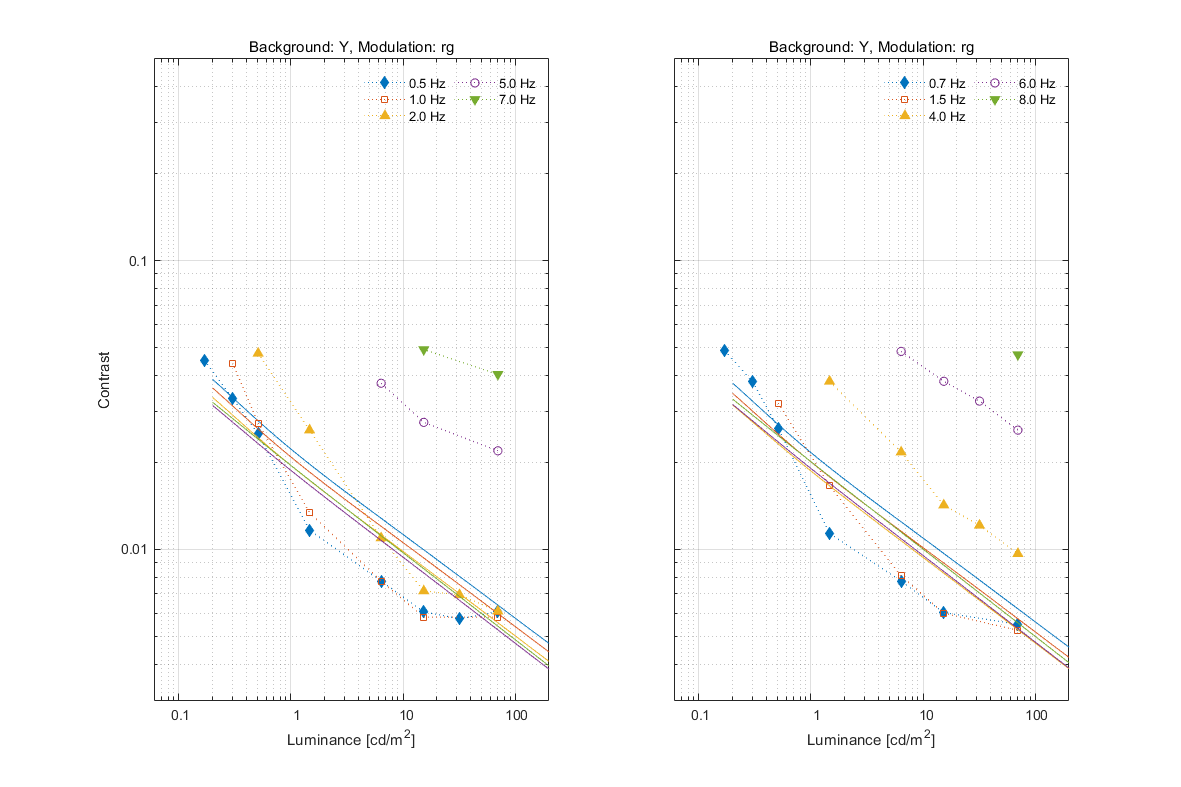 Background: Y, Modulation: rg
0.5 Hz
1.0 Hz
2.0 Hz
5.0 Hz
7.0 Hz
0.1
0.01
Contrast
0.1 1 10 100
Luminance [cd/m²]
Background: Y, Modulation: rg
0.7 Hz
1.5 Hz
4.0 Hz
6.0 Hz
8.0 Hz
0.1 1 10 100
Luminance [cd/m²]